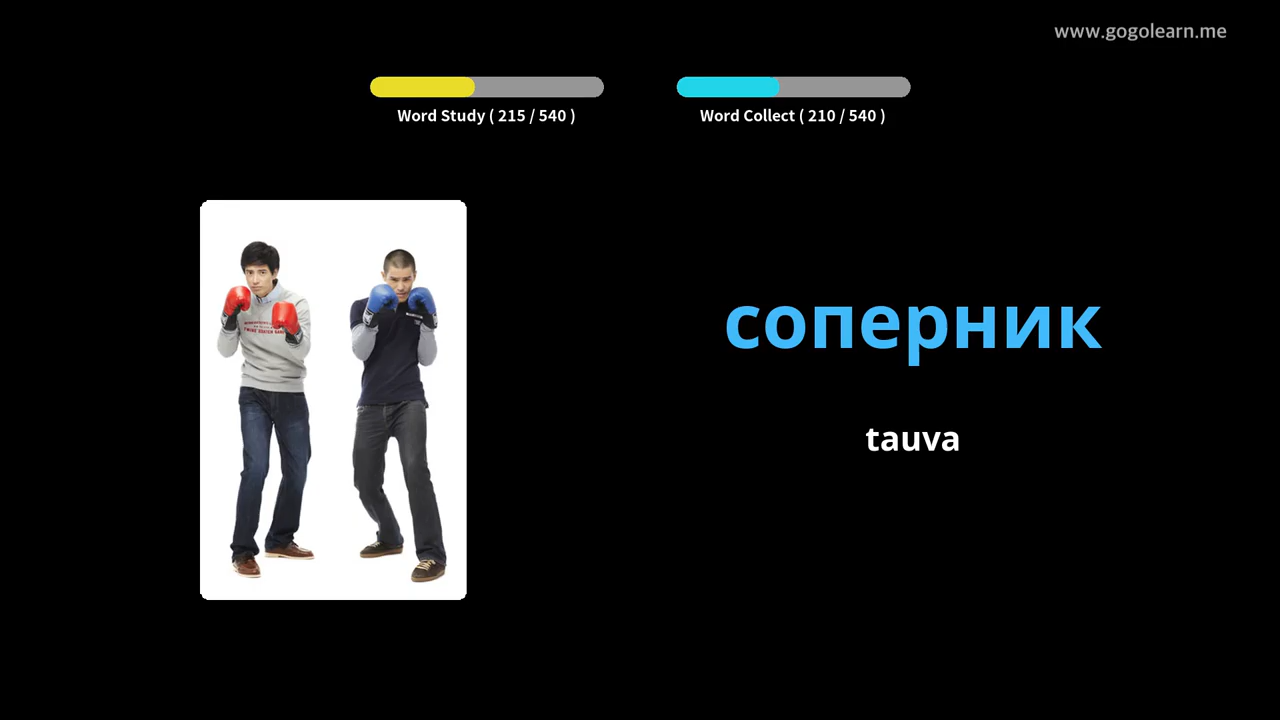 www.gogolearn.me
Word Study ( 215 / 540 )
Word Collect ( 210 / 540 )
соперник
tauva